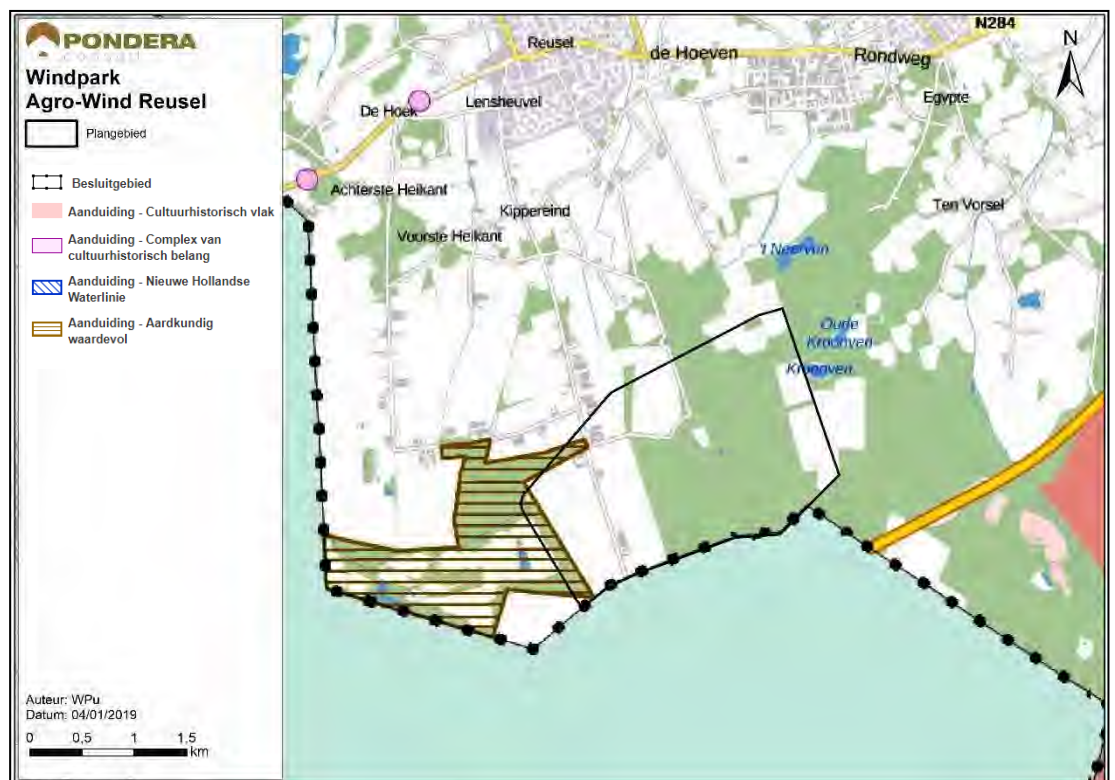 PONDERA
CONSULT
Windpark
Agro-Wind Reusel
Plangebied
Besluitgebied
Aanduiding - Cultuurhistorisch vlak
Aanduiding - Complex van
cultuurhistorisch belang
Aanduiding - Nieuwe Hollandse
Waterlinie
Aanduiding - Aardkundig
waardevol
Auteur: WPu
Datum: 04/01/2019
0 0,5 1 1,5
km
N284
N
Reusel
de Hoeven
Rondweg
De Hoek
Lensheuvel
Egypte
Achterste Heikant
Kippereind
Ten Vorsel
Voorste Heikant
't Neerven
Oude
Kroonven
Kroonven